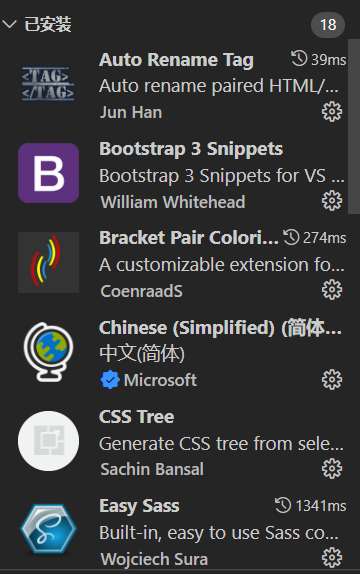 已安装 18
<TAG>
</TAG>
Auto Rename Tag 39ms
Auto rename paired HTML/...
Jun Han
B
Bootstrap 3 Snippets
Bootstrap 3 Snippets for VS ...
William Whitehead
Bracket Pair Colori... 274ms
A customizable extension fo...
CoenraadS
Chinese (Simplified) (简体...
中文(简体)
Microsoft
CSS Tree
Generate CSS tree from sele...
Sachin Bansal
Easy Sass 1341ms
Built-in, easy to use Sass co...
Wojciech Sura